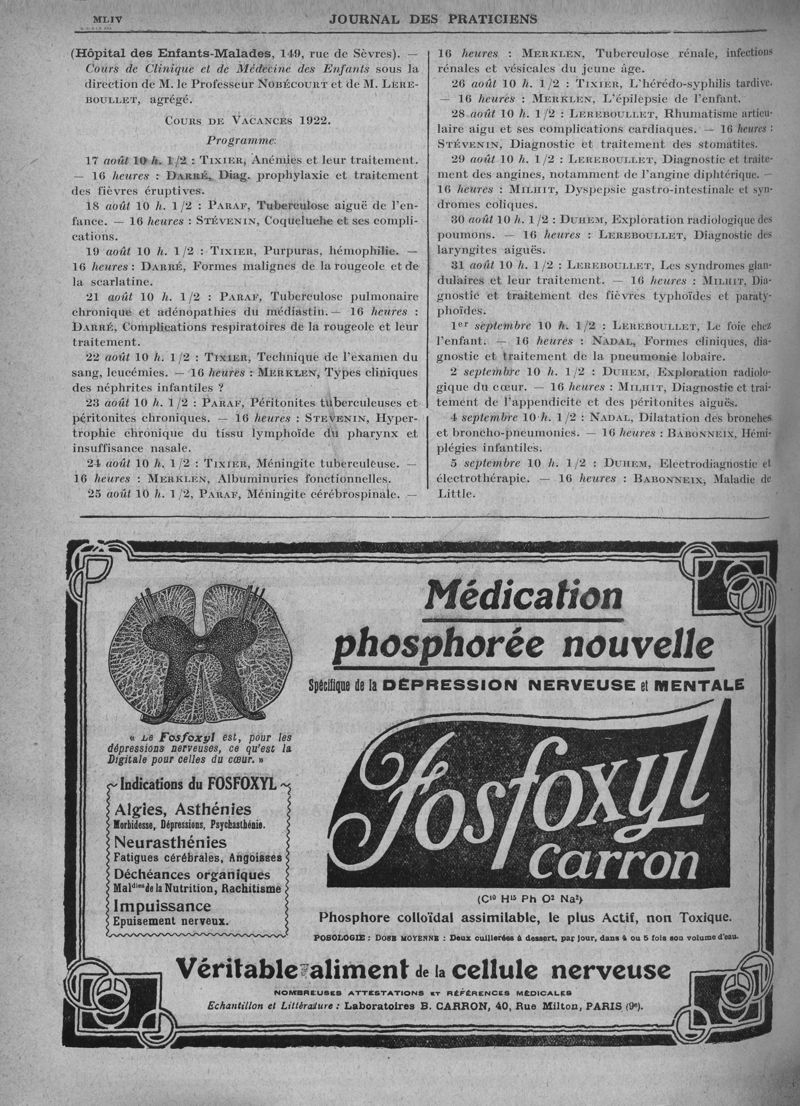 MLIV
JOURNAL DES PRATICIENS
(Hôpital des Enfants-Malades, 149, rue de Sèvres). —
Cours de Clinique et de Médecine des Enfants sous la
direction de M. le Professeur NOBÉCOURT et de M. LERE-
BOULLET, agrégé.
COURS DE VACANCES 1922.
Programme:
17 août 10 h. 1/2 : TIXIER, Anémies et leur traitement.
— 16 heures : DARRÉ, Diag. prophylaxie et traitement
des fièvres éruptives.
18 août 10 h. 1/2 : PARAF, Tuberculose aiguë de l'en-
fance. — 16 heures : STÉVENIN, Coqueluche et ses compli-
cations.
19 août 10 h. 1/2 : TIXIER, Purpuras, hémophilie. —
16 heures : DARRÉ, Formes malignes de la rougeole et de
la scarlatine.
21 août 10 h. 1/2 : PARAF, Tuberculose pulmonaire
chronique et adénopathies du médiastin. — 16 heures :
DARRÉ, Complications respiratoires de la rougeole et leur
traitement.
22 août 10 h. 1/2 : TIXIER, Technique de l'examen du
sang, leucémies. — 16 heures : MERKLEN, Types cliniques
des néphrites infantiles ?
23 août 10 h. 1/2 : PARAF, Péritonites tuberculeuses et
péritonites chroniques. — 16 heures : STEVENIN, Hyper-
trophie chronique du tissu lymphoïde du pharynx et
insuffisance nasale.
24 août 10 h. 1/2 : TIXIER, Méningite tuberculeuse. —
16 heures : MERKLEN, Albuminuries fonctionnelles.
25 août 10 h. 1/2, PARAF, Méningite cérébrospinale. —
16 heures : MERKLEN, Tuberculose rénale, infections
rénales et vésicales du jeune âge.
26 août 10 h. 1/2 : TIXIER, L'hérédo-syphilis tardive.
— 16 heures : MERKLEN, L'épilepsie de l'enfant.
28 août 10 h. 1/2 : LEREBOULLET, Rhumatisme articu-
laire aigu et ses complications cardiaques. — 16 heures :
STÉVENIN, Diagnostic et traitement des stomatites.
29 août 10 h. 1/2 : LEREBOULLET, Diagnostic et traite-
ment des angines, notamment de l'angine diphtérique. —
16 heures : MILHIT, Dyspepsie gastro-intestinale et syn-
dromes coliques.
30 août 10 h. 1/2 : DUHEM, Exploration radiologique des
poumons. — 16 heures : LEREBOULLET, Diagnostic des
laryngites aiguës.
31 août 10 h. 1/2 : LEREBOULLET, Les syndromes glan-
dulaires et leur traitement. — 16 heures : MILHIT, Dia-
gnostic et traitement des fièvres typhoïdes et paraty-
phoïdes.
1er septembre 10 h. 1/2 : LEREBOULLET, Le foie chez
l'enfant. — 16 heures : NADAL, Formes cliniques, dia-
gnostic et traitement de la pneumonie lobaire.
2 septembre 10 h. 1/2 : DUHEM, Exploration radiolo-
gique du cœur. — 16 heures : MILHIT, Diagnostic et trai-
tement de l'appendicite et des péritonites aiguës.
4 septembre 10 h. 1/2 : NADAL, Dilatation des bronches
et broncho-pneumonies. — 16 heures : BABONNEIX, Hémi-
plégies infantiles.
5 septembre 10 h. 1/2 : DUHEM, Electrodiagnostic et
électrothérapie. — 16 heures : BABONNEIX, Maladie de
Little.
Médication
phosphorée nouvelle
Spécifique de la DÉPRESSION NERVEUSE et MENTALE
« Le Fosfoxyl est, pour les
dépressions nerveuses, ce qu'est la
Digitale pour celles du cœur. »
Indications du FOSFOXYL
Algies, Asthénies
Morbidesse, Dépressions, Psychasthénie.
Neurasthénies
Fatigues cérébrales, Angoisses
Déchéances organiques
Maldies de la Nutrition, Rachitisme
Impuissance
Epuisement nerveux.
Fosfoxyl
Carron
(C¹⁰ H¹⁵ Ph O² Na²)
Phosphore colloïdal assimilable, le plus Actif, non Toxique.
POSOLOGIE : DOSE MOYENNE : Deux cuillerées à dessert, par jour, dans 4 ou 5 fois son volume d'eau.
Véritable aliment de la cellule nerveuse
NOMBREUSES ATTESTATIONS ET RÉFÉRENCES MÉDICALES
Echantillon et Littérature : Laboratoires B. CARRON, 40, Rue Milton, PARIS (9e).